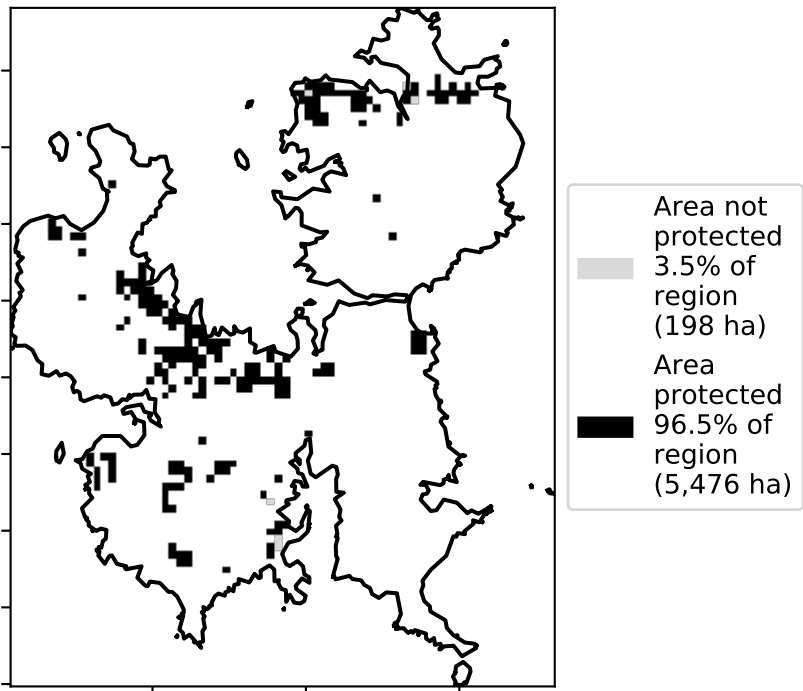 Area not
protected
3.5% of
region
(198 ha)
Area
protected
96.5% of
region
(5,476 ha)